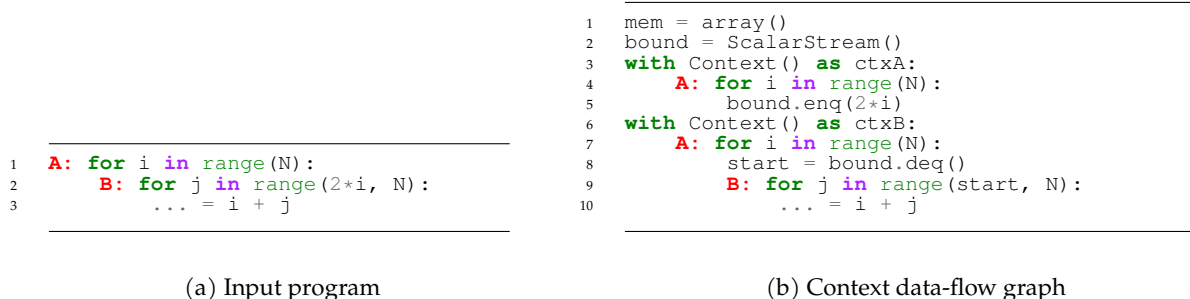 1 A: for i in range(N):
2 B: for j in range(2*i, N):
3 ... = i + j
(a) Input program
1 mem = array()
2 bound = ScalarStream()
3 with Context() as ctxA:
4 A: for i in range(N):
5 bound.enq(2*i)
6 with Context() as ctxB:
7 A: for i in range(N):
8 start = bound.deq()
9 B: for j in range(start, N):
10 ... = i + j
(b) Context data-flow graph